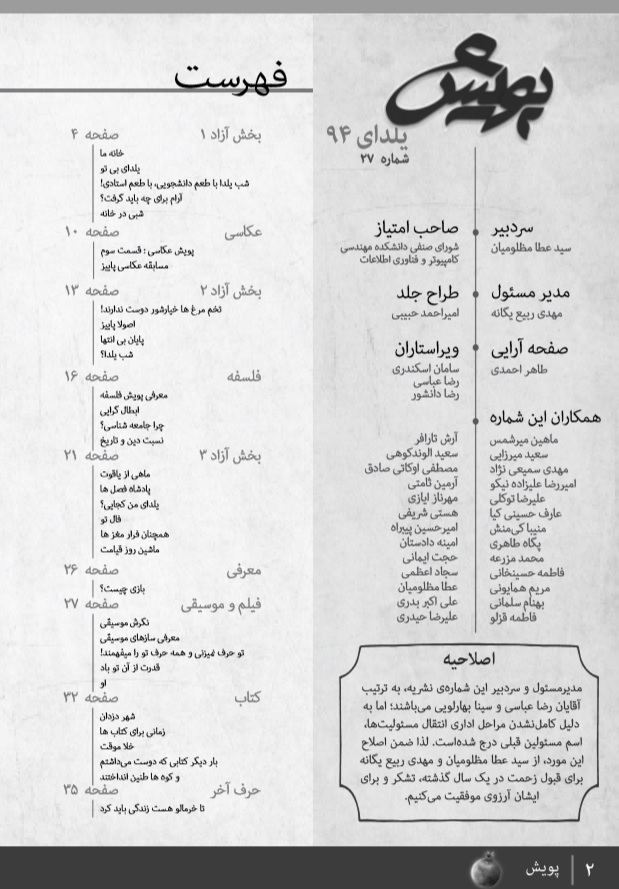 پویش
یلدای ۹۴
شماره ۲۷
سردبیر
سید عطا مظلومیان
صاحب امتیاز
شورای صنفی دانشکده مهندسی
کامپیوتر و فناوری اطلاعات
مدیر مسئول
مهدی ربیع یگانه
طراح جلد
امیراحمد حبیبی
صفحه آرایی
طاهر احمدی
ویراستاران
سامان اسکندری
رضا عباسی
رضا دانشور
همکاران این شماره
ماهین میرشمس
سعید میرزایی
مهدی سمیعی نژاد
امیررضا علیزاده نیکو
علیرضا توکلی
عارف حسینی کیا
منیبا کی‌منش
پگاه طاهری
محمد مزرعه
فاطمه حسینخانی
مریم همایونی
بهنام سلمانی
فاطمه قزلو
آرش تارافر
سعید الوندکوهی
مصطفی اوکاتی صادق
آرمین ثامتی
مهرناز ایازی
هستی شریفی
امیرحسین پیبراه
امینه دادستان
حجت ایمانی
سجاد اعظمی
عطا مظلومیان
علی اکبر بدری
علیرضا حیدری
اصلاحیه
مدیرمسئول و سردبیر این شماره‌ی نشریه، به ترتیب
آقایان رضا عباسی و سینا بهارلویی می‌باشند؛ اما به
دلیل کامل‌نشدن مراحل اداری انتقال مسئولیت‌ها،
اسم مسئولین قبلی درج شده‌است. لذا ضمن اصلاح
این مورد، از سید عطا مظلومیان و مهدی ربیع یگانه
برای قبول زحمت در یک سال گذشته، تشکر و برای
ایشان آرزوی موفقیت می‌کنیم.
فهرست
بخش آزاد ۱ صفحه ۴
خانه ما
یلدای بی تو
شب یلدا با طعم دانشجویی، با طعم استادی!
آرام برای چه باید گرفت؟
شبی در خانه
عکاسی صفحه ۱۰
پویش عکاسی : قسمت سوم
مسابقه عکاسی پاییز
بخش آزاد ۲ صفحه ۱۳
تخم مرغ ها خیارشور دوست ندارند!
اصولا پاییز
پایان بی انتها
شب یلدا؟
فلسفه صفحه ۱۶
معرفی پویش فلسفه
ابطال گرایی
چرا جامعه شناسی؟
نسبت دین و تاریخ
بخش آزاد ۳ صفحه ۲۱
ماهی از یاقوت
پادشاه فصل ها
یلدای من کجایی؟
فال تو
همچنان فرار مغز ها
ماشین روز قیامت
معرفی صفحه ۲۶
بازی چیست؟
فیلم و موسیقی صفحه ۲۷
نگرش موسیقی
معرفی سازهای موسیقی
تو حرف نمیزنی و همه حرف تو را میفهمند!
قدرت از آن تو باد
او
کتاب صفحه ۳۲
شهر دزدان
زمانی برای کتاب ها
خلا موقت
بار دیگر کتابی که دوست می‌داشتم
و کوه ها طنین انداختند
حرف آخر صفحه ۳۵
تا خرمالو هست زندگی باید کرد
۲ پویش